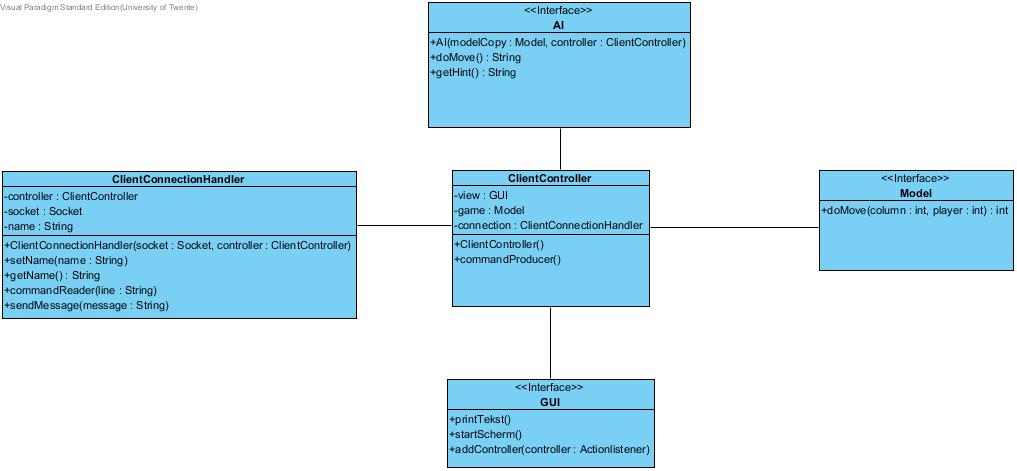 Visual Paradigm Standard Edition(University of Twente)
<<Interface>>
AI
+AI(modelCopy : Model, controller : ClientController)
+doMove() : String
+getHint() : String
ClientConnectionHandler
-controller : ClientController
-socket : Socket
-name : String
+ClientConnectionHandler(socket : Socket, controller : ClientController)
+setName(name : String)
+getName() : String
+commandReader(line : String)
+sendMessage(message : String)
ClientController
-view : GUI
-game : Model
-connection : ClientConnectionHandler
+ClientController()
+commandProducer()
<<Interface>>
Model
+doMove(column : int, player : int) : int
<<Interface>>
GUI
+printTekst()
+startScherm()
+addController(controller : Actionlistener)